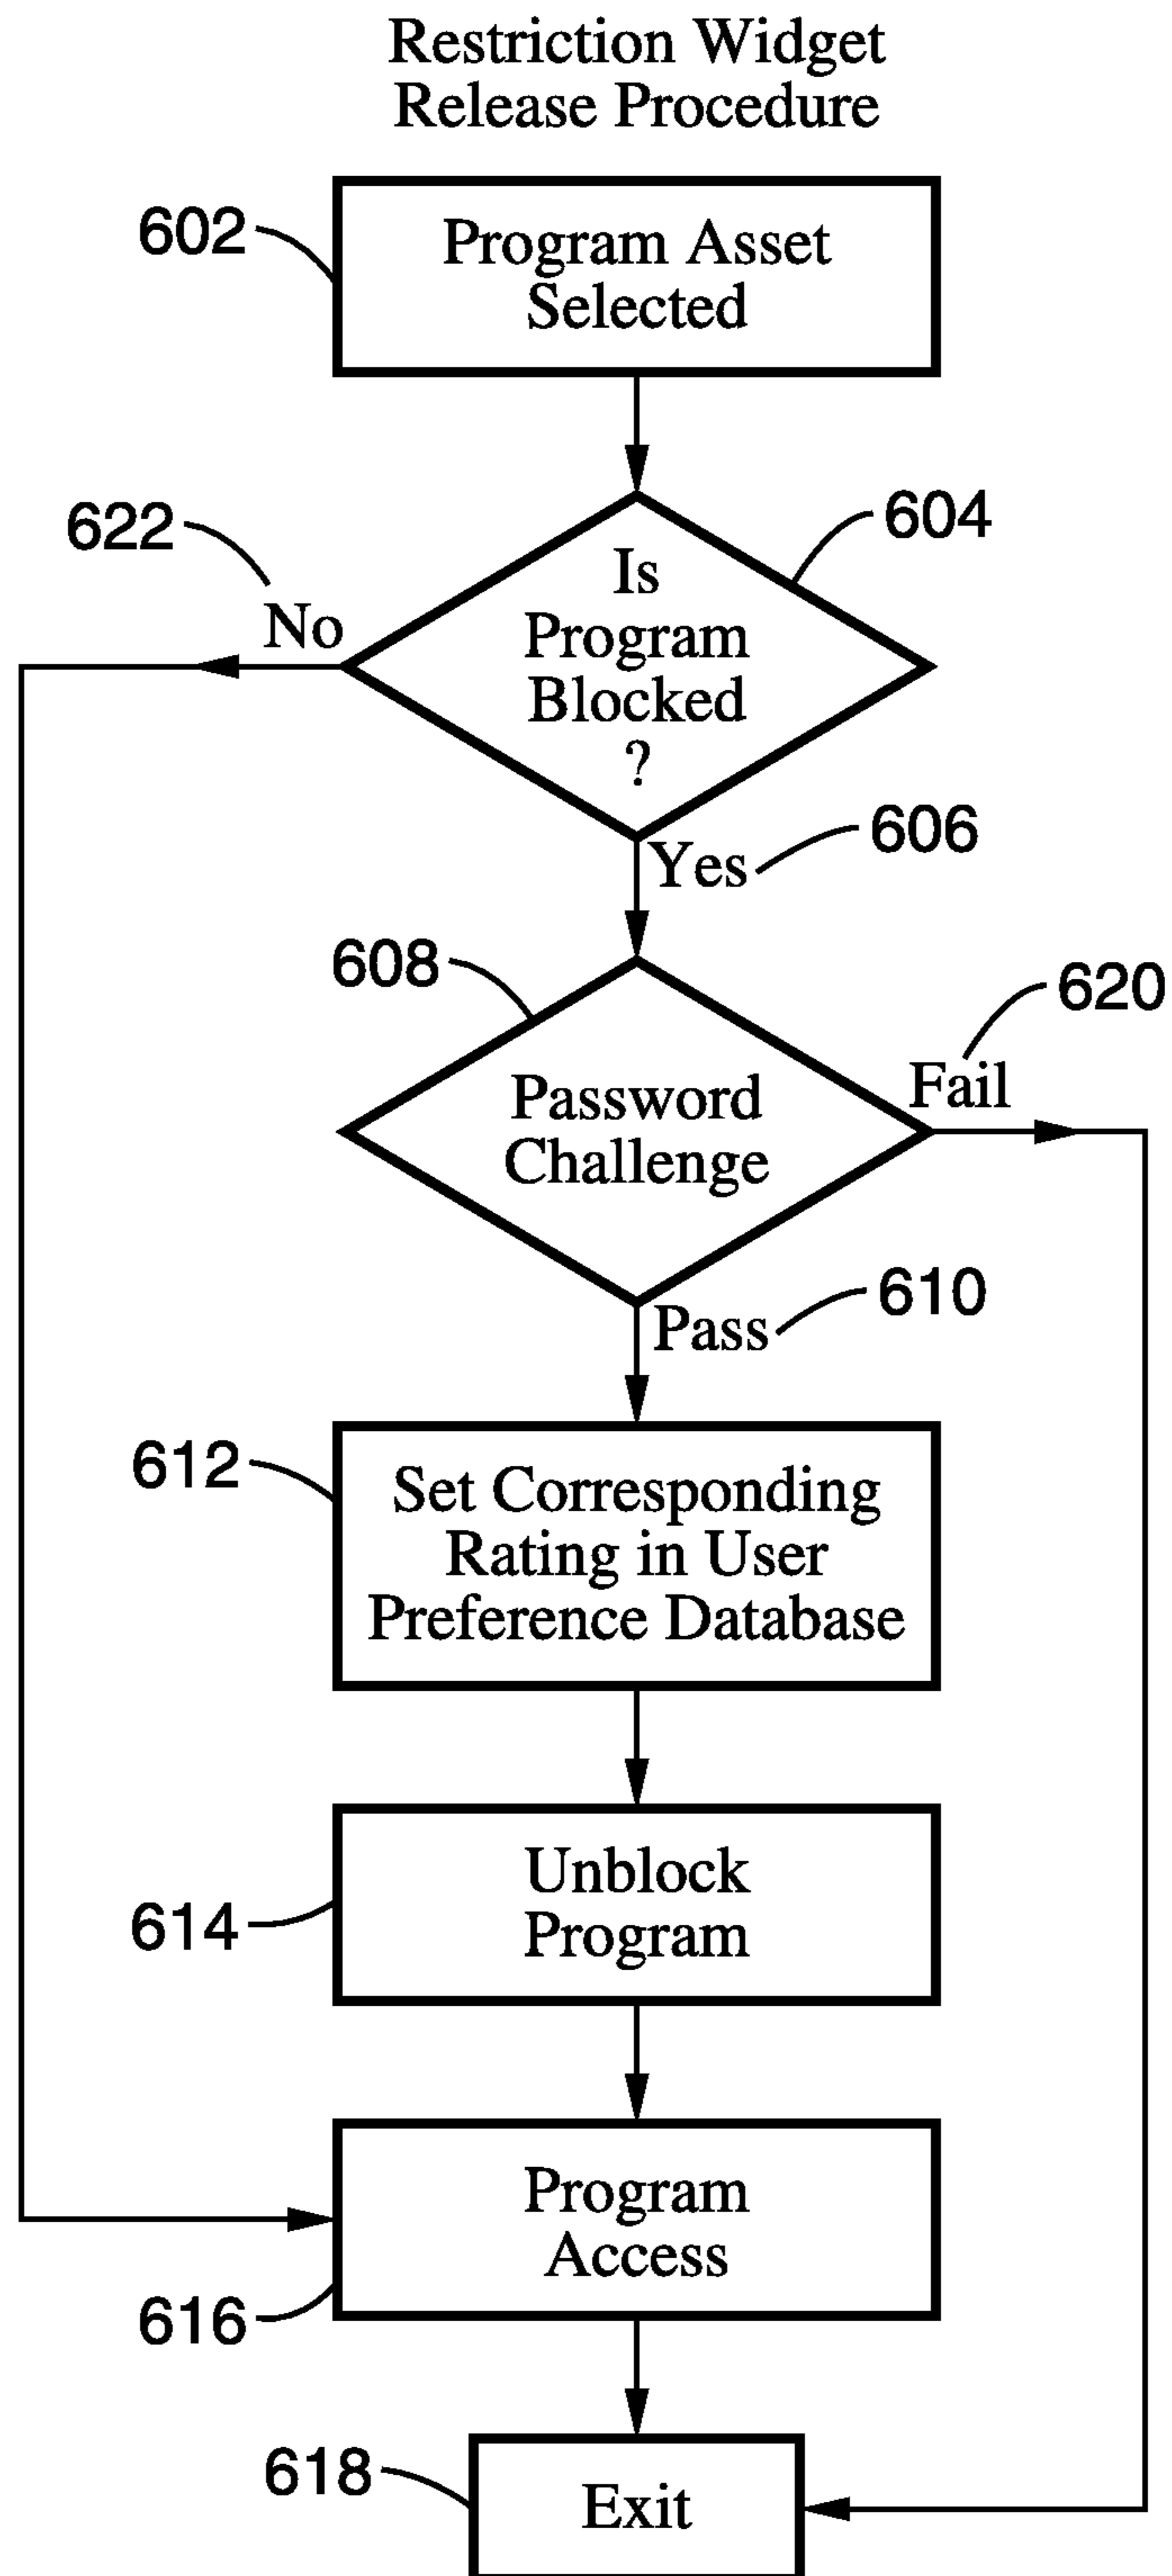 Restriction Widget
Release Procedure
602
Program Asset
Selected
622
604
No
Is
Program
Blocked
?
606
Yes
608
620
Fail
Password
Challenge
610
Pass
612
Set Corresponding
Rating in User
Preference Database
614
Unblock
Program
Program
Access
616
618
Exit